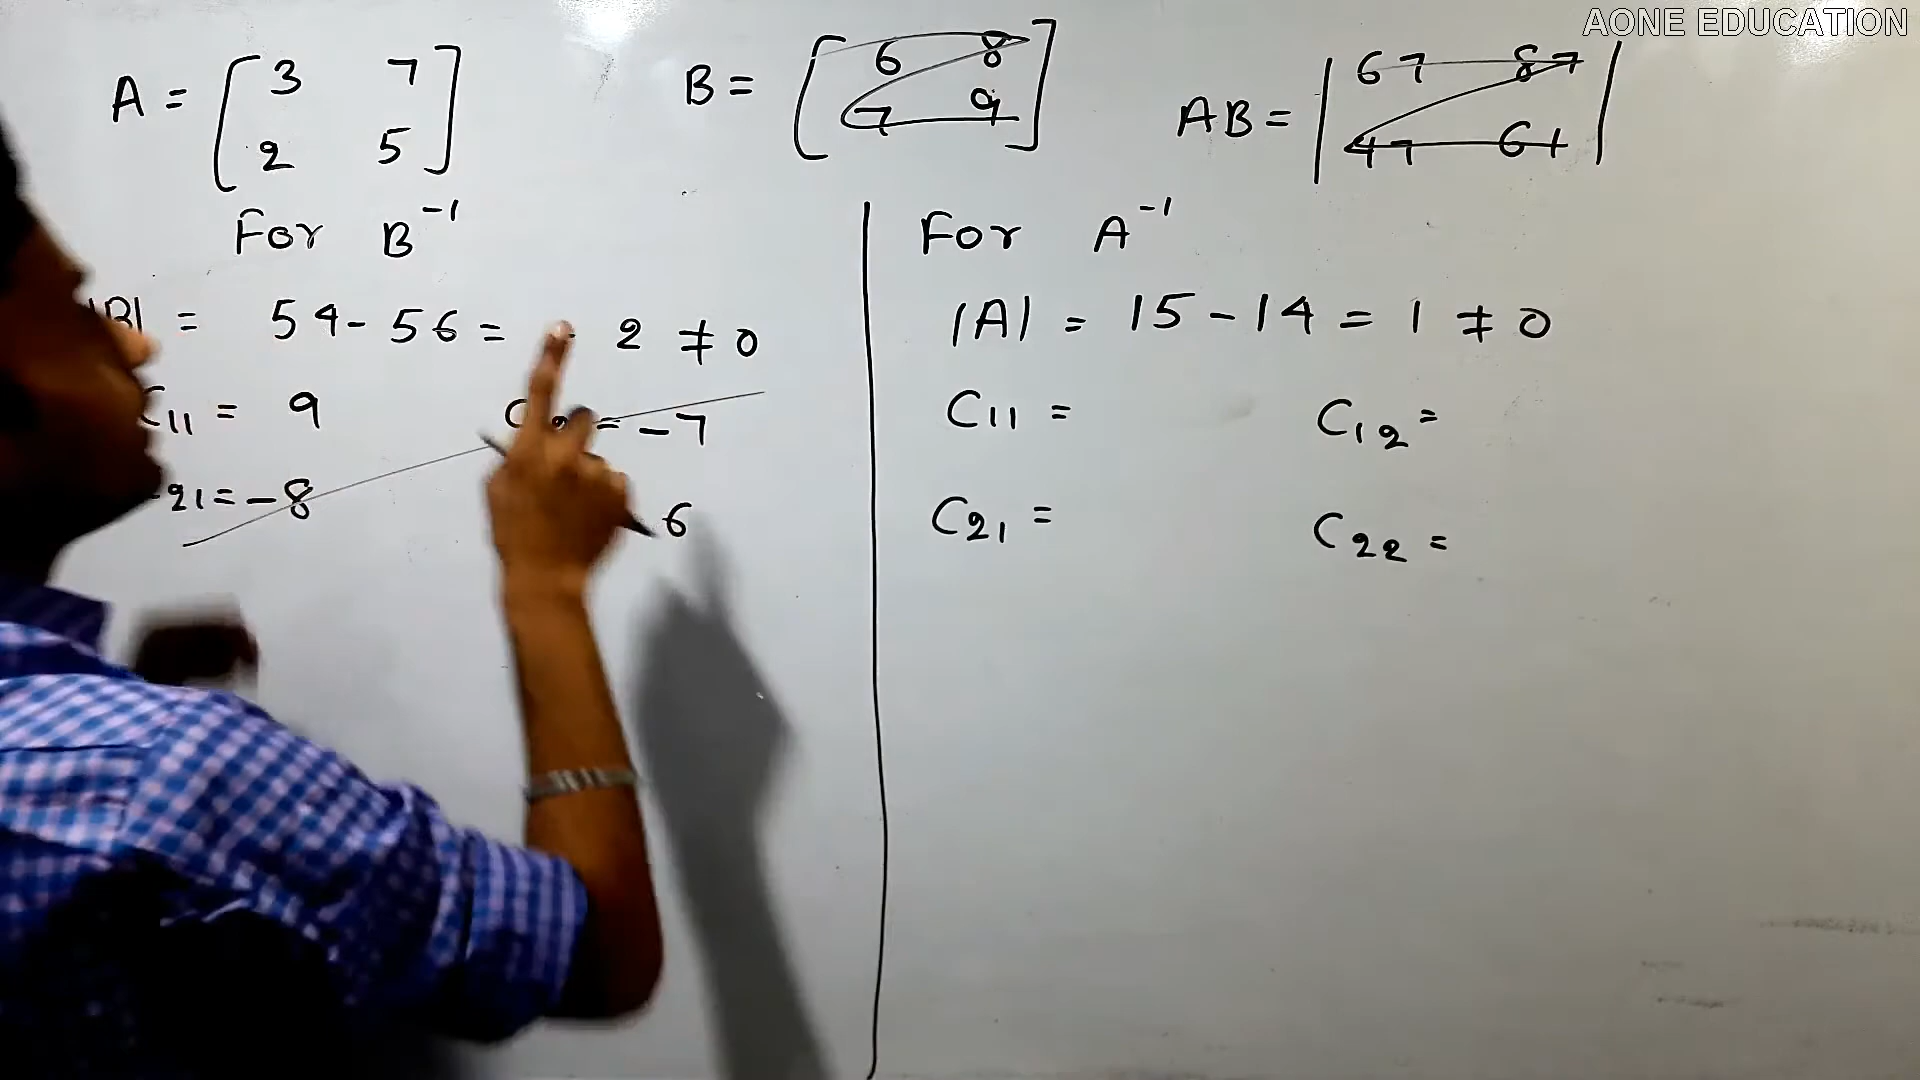 AONE EDUCATION
A = [ 3 7
2 5 ]
B = [ 6 8
7 9 ]
AB = | 67 87
47 61 |
For B⁻¹
|B| = 54 - 56 = - 2 ≠ 0
C11 = 9 = -7
21 = -8 6
For A⁻¹
|A| = 15 - 14 = 1 ≠ 0
C11 = C12 =
C21 = C22 =